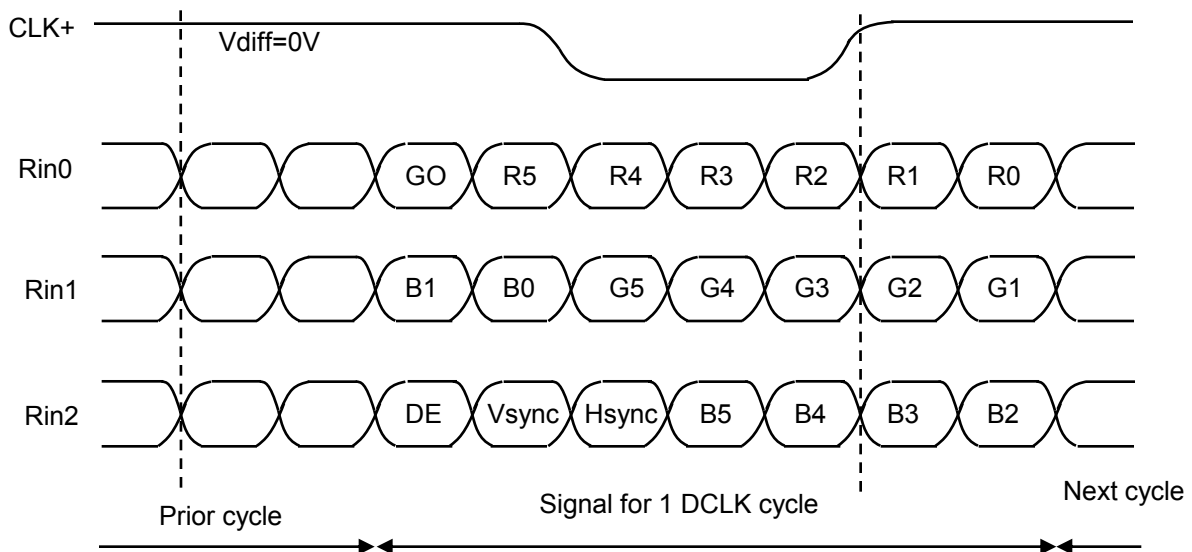 CLK+
Vdiff=0V
Rin0 GO R5 R4 R3 R2 R1 R0
Rin1 B1 B0 G5 G4 G3 G2 G1
Rin2 DE Vsync Hsync B5 B4 B3 B2
Prior cycle Signal for 1 DCLK cycle Next cycle